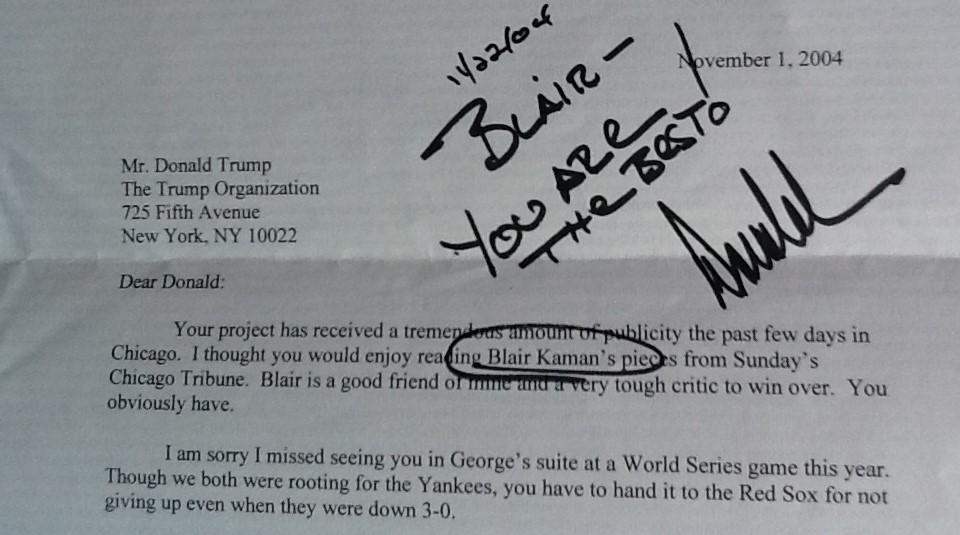 11/22/04
BLAIR-
YOU ARE
THE BEST!
Donald
November 1, 2004
Mr. Donald Trump
The Trump Organization
725 Fifth Avenue
New York, NY 10022
Dear Donald:
Your project has received a tremendous amount of publicity the past few days in
Chicago. I thought you would enjoy reading Blair Kaman's pieces from Sunday's
Chicago Tribune. Blair is a good friend of mine and a very tough critic to win over. You
obviously have.
I am sorry I missed seeing you in George's suite at a World Series game this year.
Though we both were rooting for the Yankees, you have to hand it to the Red Sox for not
giving up even when they were down 3-0.